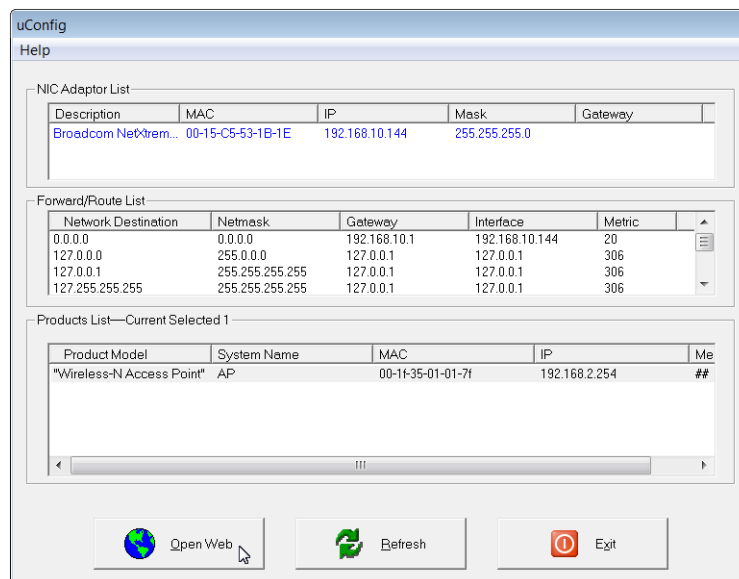 uConfig
Help
NIC Adaptor List
Description MAC IP Mask Gateway
Broadcom NetXtrem... 00-15-C5-53-1B-1E 192.168.10.144 255.255.255.0
Forward/Route List
Network Destination Netmask Gateway Interface Metric
0.0.0.0 0.0.0.0 192.168.10.1 192.168.10.144 20
127.0.0.0 255.0.0.0 127.0.0.1 127.0.0.1 306
127.0.0.1 255.255.255.255 127.0.0.1 127.0.0.1 306
127.255.255.255 255.255.255.255 127.0.0.1 127.0.0.1 306
Products List—Current Selected 1
Product Model System Name MAC IP Me
"Wireless-N Access Point" AP 00-1f-35-01-01-7f 192.168.2.254 ##
Open Web Refresh Exit